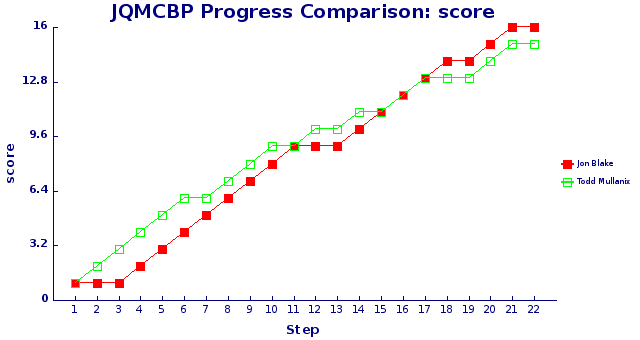 JQMCBP Progress Comparison: score
16
12.8
9.6
6.4
3.2
0
score
1 2 3 4 5 6 7 8 9 10 11 12 13 14 15 16 17 18 19 20 21 22
Step
Jon Blake
Todd Mullanix